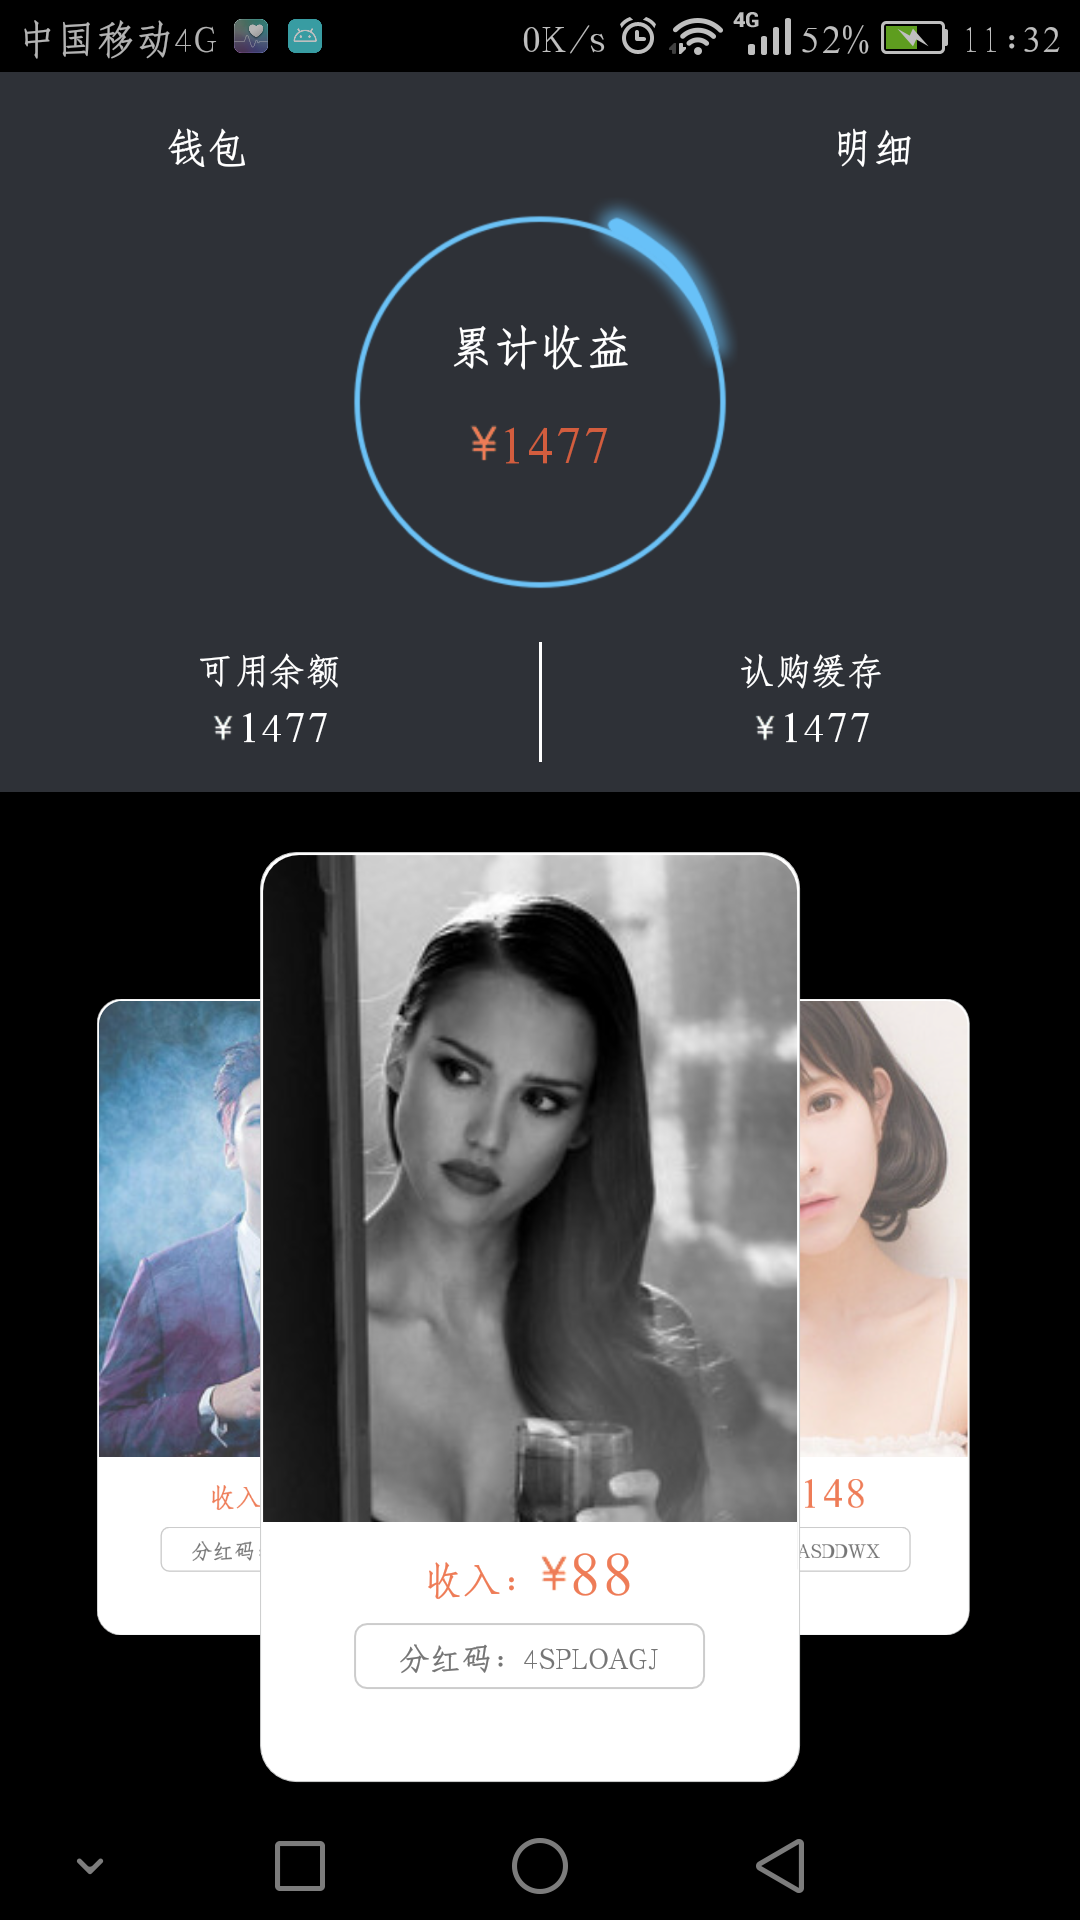 中国移动4G 0K/s 4G 52% 11:32
钱包 明细
累计收益
¥1477
可用余额 认购缓存
¥1477 ¥1477
收入 148
分红码: ASDDWX
收入: ¥88
分红码: 4SPLOAGJ